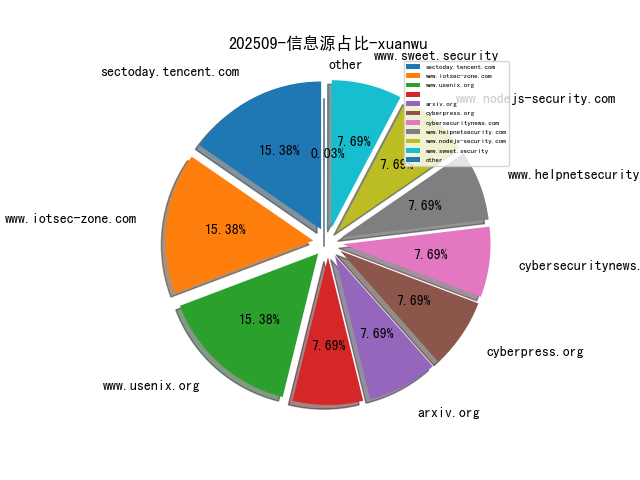 202509-信息源占比-xuanwu
www.sweet.security
other
sectoday.tencent.com
sectoday.tencent.com
www.iotsec-zone.com
www.usenix.org
arxiv.org
cyberpress.org
cybersecuritynews.com
www.helpnetsecurity.com
www.nodejs-security.com
www.sweet.security
other
www.nodejs-security.com
7.69%
15.38%
0.03%
7.69%
www.helpnetsecurity
7.69%
www.iotsec-zone.com
15.38%
7.69%
cybersecuritynews.
7.69%
15.38%
7.69%
7.69%
cyberpress.org
www.usenix.org
arxiv.org